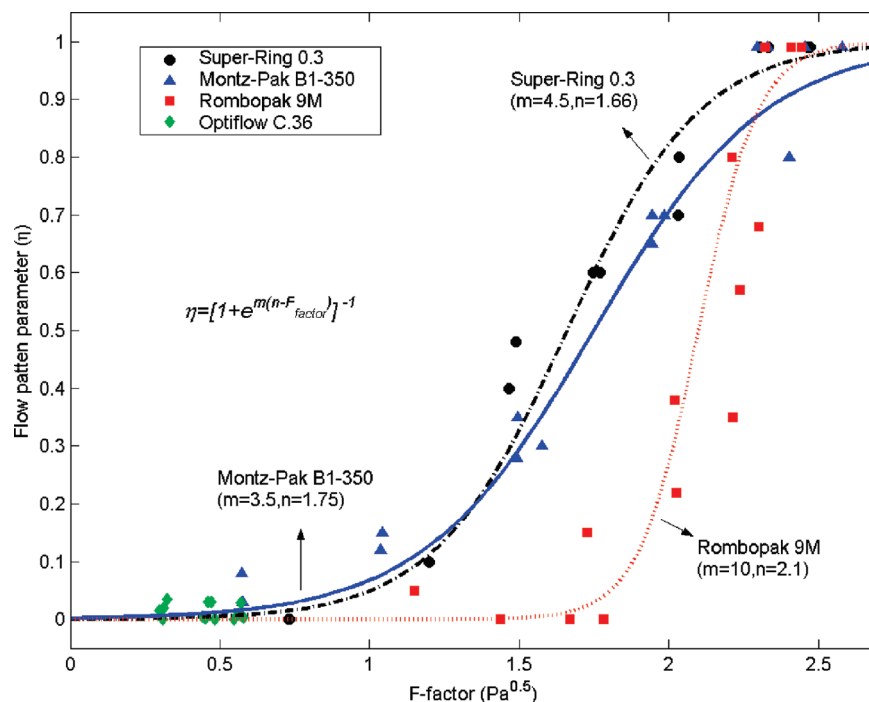 Super-Ring 0.3
Montz-Pak B1-350
Rombopak 9M
Optiflow C.36
Super-Ring 0.3
(m=4.5,n=1.66)
η=[1+e^m(n-F_factor)]^-1
Montz-Pak B1-350
(m=3.5,n=1.75)
Rombopak 9M
(m=10,n=2.1)
Flow patten parameter (η)
1
0.9
0.8
0.7
0.6
0.5
0.4
0.3
0.2
0.1
0
0 0.5 1 1.5 2 2.5
F-factor (Pa^0.5)